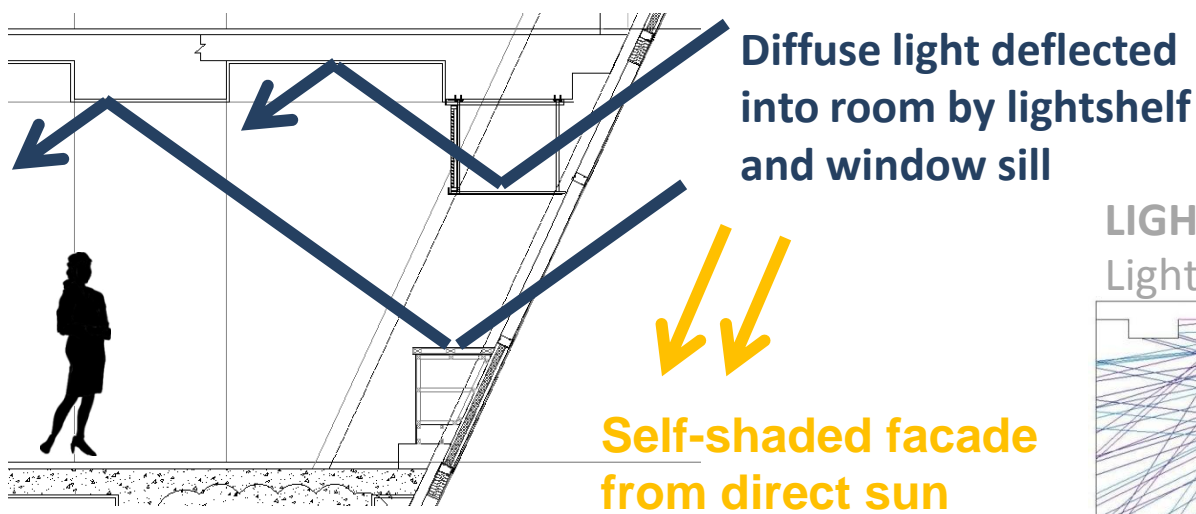 Diffuse light deflected
into room by lightshelf
and window sill
LIGH
Light
Self-shaded facade
from direct sun